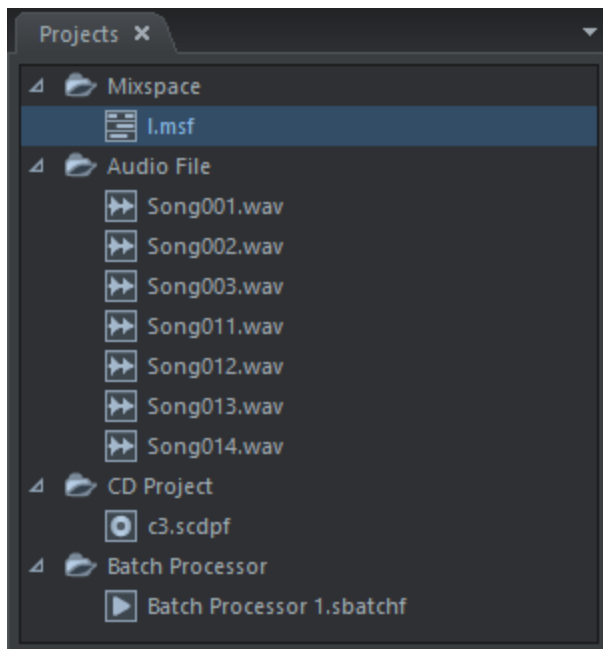 Projects
Mixspace
l.msf
Audio File
Song001.wav
Song002.wav
Song003.wav
Song011.wav
Song012.wav
Song013.wav
Song014.wav
CD Project
c3.scdpf
Batch Processor
Batch Processor 1.sbatchf